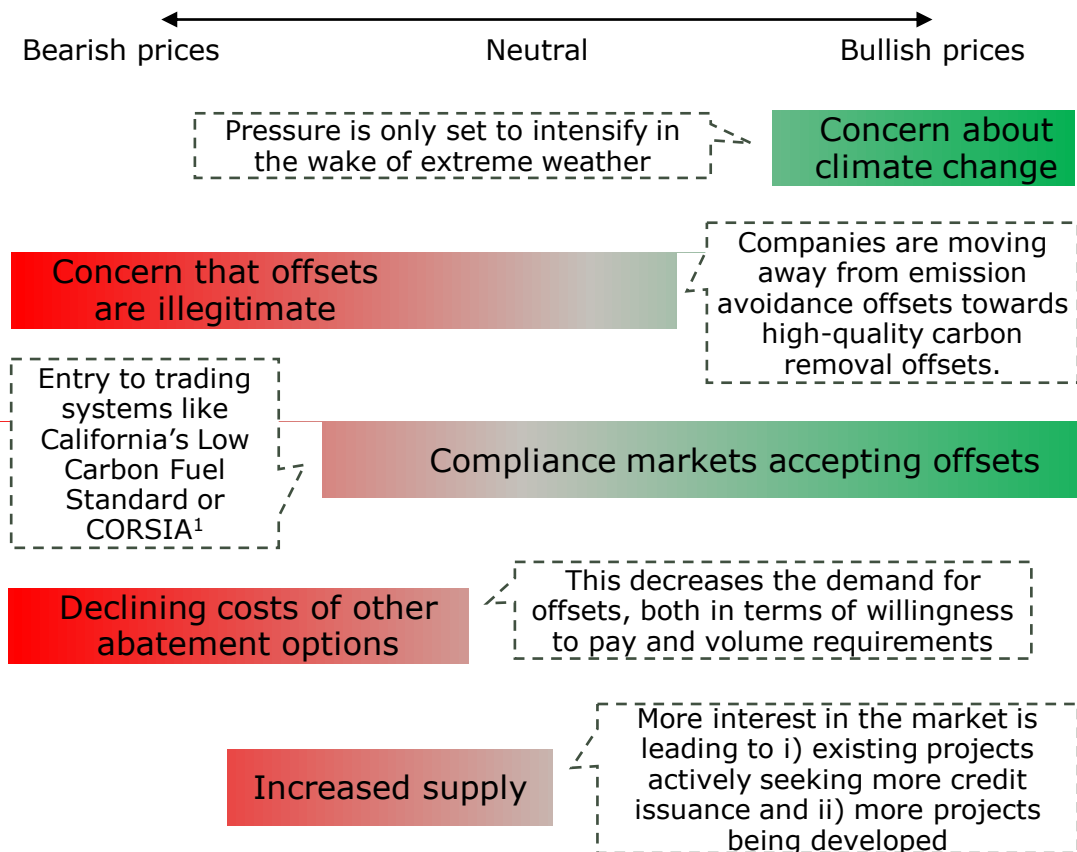 Bearish prices
Neutral
Bullish prices
Pressure is only set to intensify in
the wake of extreme weather
Concern about
climate change
Concern that offsets
are illegitimate
Companies are moving
away from emission
avoidance offsets towards
high-quality carbon
removal offsets.
Entry to trading
systems like
California’s Low
Carbon Fuel
Standard or
CORSIA¹
Compliance markets accepting offsets
Declining costs of other
abatement options
This decreases the demand for
offsets, both in terms of willingness
to pay and volume requirements
Increased supply
More interest in the market is
leading to i) existing projects
actively seeking more credit
issuance and ii) more projects
being developed